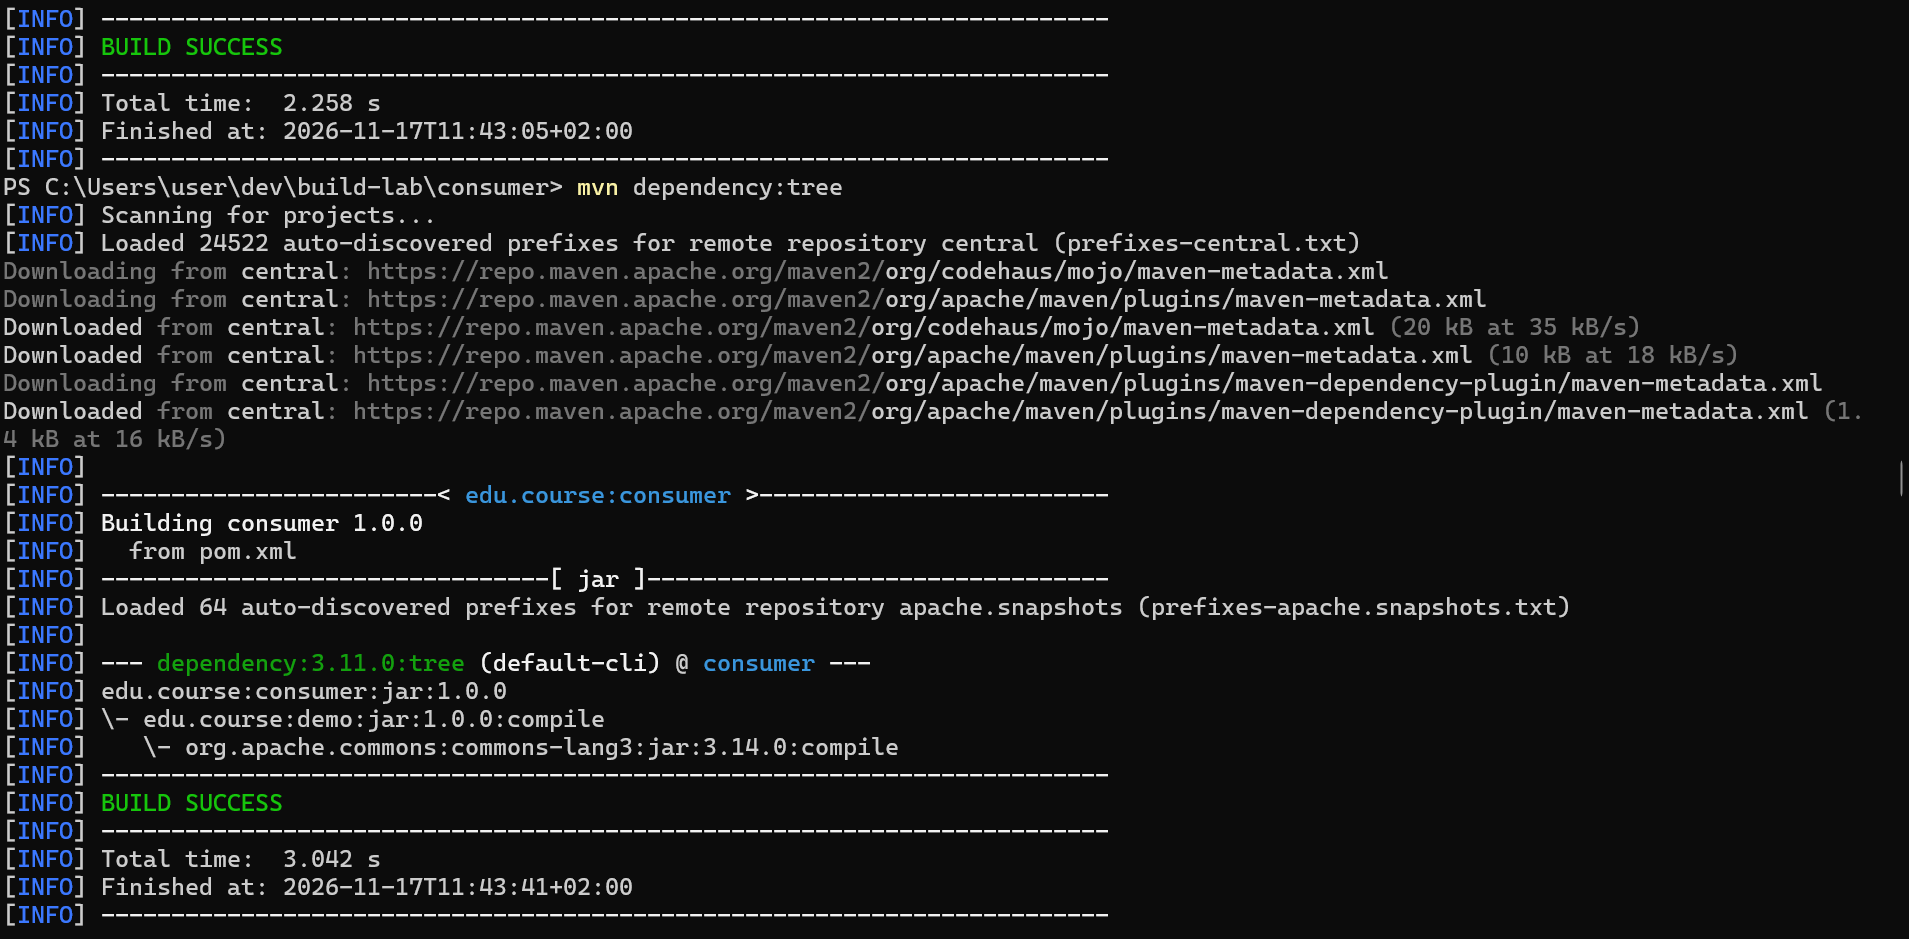 [INFO] ------------------------------------------------------------------------
[INFO] BUILD SUCCESS
[INFO] ------------------------------------------------------------------------
[INFO] Total time:  2.258 s
[INFO] Finished at: 2026-11-17T11:43:05+02:00
[INFO] ------------------------------------------------------------------------
PS C:\Users\user\dev\build-lab\consumer> mvn dependency:tree
[INFO] Scanning for projects...
[INFO] Loaded 24522 auto-discovered prefixes for remote repository central (prefixes-central.txt)
Downloading from central: https://repo.maven.apache.org/maven2/org/codehaus/mojo/maven-metadata.xml
Downloading from central: https://repo.maven.apache.org/maven2/org/apache/maven/plugins/maven-metadata.xml
Downloaded from central: https://repo.maven.apache.org/maven2/org/codehaus/mojo/maven-metadata.xml (20 kB at 35 kB/s)
Downloaded from central: https://repo.maven.apache.org/maven2/org/apache/maven/plugins/maven-metadata.xml (10 kB at 18 kB/s)
Downloading from central: https://repo.maven.apache.org/maven2/org/apache/maven/plugins/maven-dependency-plugin/maven-metadata.xml
Downloaded from central: https://repo.maven.apache.org/maven2/org/apache/maven/plugins/maven-dependency-plugin/maven-metadata.xml (1.
4 kB at 16 kB/s)
[INFO]
[INFO] ------------------------< edu.course:consumer >-------------------------
[INFO] Building consumer 1.0.0
[INFO]   from pom.xml
[INFO] --------------------------------[ jar ]---------------------------------
[INFO] Loaded 64 auto-discovered prefixes for remote repository apache.snapshots (prefixes-apache.snapshots.txt)
[INFO]
[INFO] --- dependency:3.11.0:tree (default-cli) @ consumer ---
[INFO] edu.course:consumer:jar:1.0.0
[INFO] \- edu.course:demo:jar:1.0.0:compile
[INFO]    \- org.apache.commons:commons-lang3:jar:3.14.0:compile
[INFO] ------------------------------------------------------------------------
[INFO] BUILD SUCCESS
[INFO] ------------------------------------------------------------------------
[INFO] Total time:  3.042 s
[INFO] Finished at: 2026-11-17T11:43:41+02:00
[INFO] ------------------------------------------------------------------------